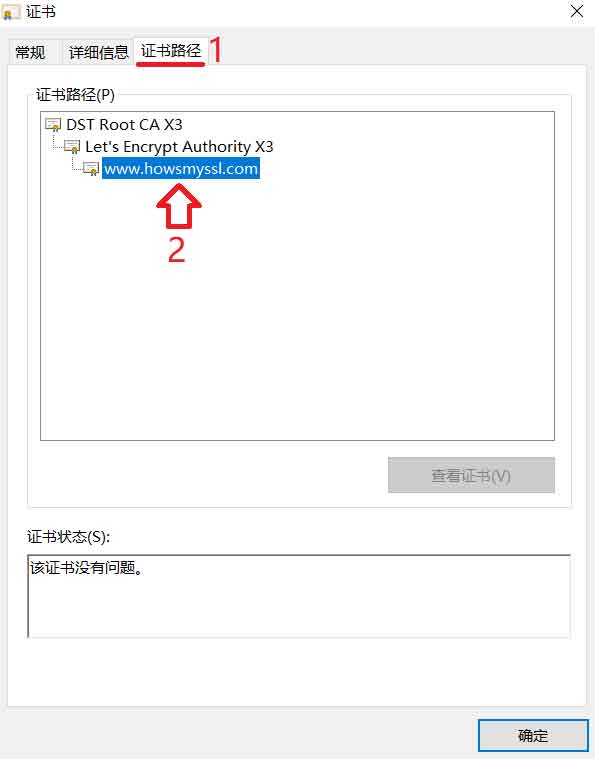 证书
常规 详细信息 证书路径 1
证书路径(P)
DST Root CA X3
Let's Encrypt Authority X3
www.howsmyssl.com
2
查看证书(V)
证书状态(S):
该证书没有问题。
确定